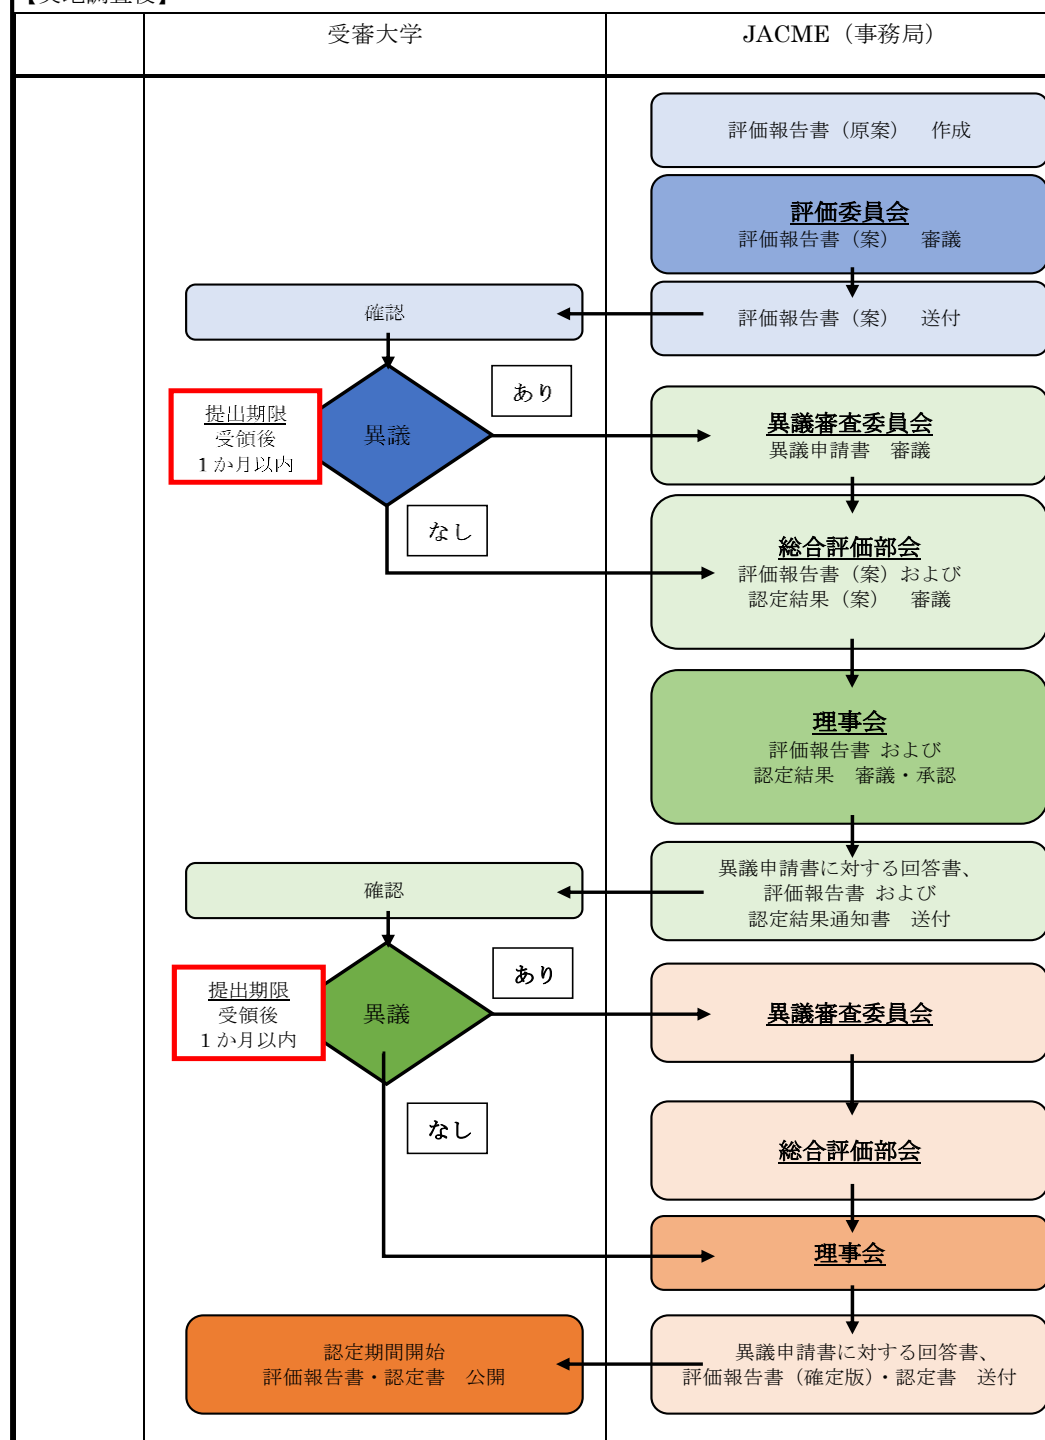 受審大学
JACME（事務局）
評価報告書（原案）　作成
評価委員会
評価報告書（案）　審議
確認
評価報告書（案）　送付
あり
提出期限
受領後
1か月以内
異議
異議審査委員会
異議申請書　審議
なし
総合評価部会
評価報告書（案）および
認定結果（案）　審議
理事会
評価報告書 および
認定結果　審議・承認
確認
異議申請書に対する回答書、
評価報告書 および
認定結果通知書　送付
あり
提出期限
受領後
1か月以内
異議
異議審査委員会
なし
総合評価部会
理事会
認定期間開始
評価報告書・認定書　公開
異議申請書に対する回答書、
評価報告書（確定版）・認定書　送付